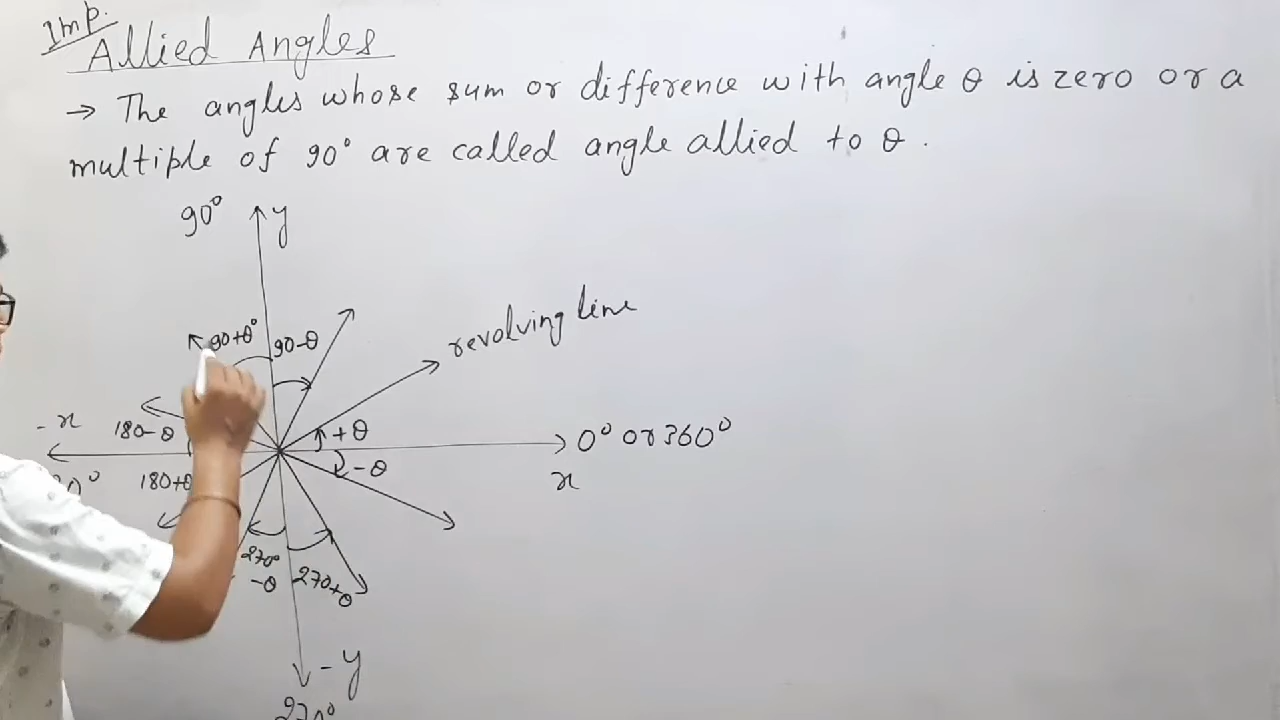 Imp.
Allied Angles
→ The angles whose sum or difference with angle θ is zero or a
multiple of 90° are called angle allied to θ.
90° y
revolving line
90+θ° 90-θ
-x 180-θ +θ 0° or 360°
180+θ -θ x
270°
-θ 270+θ
-y
270°